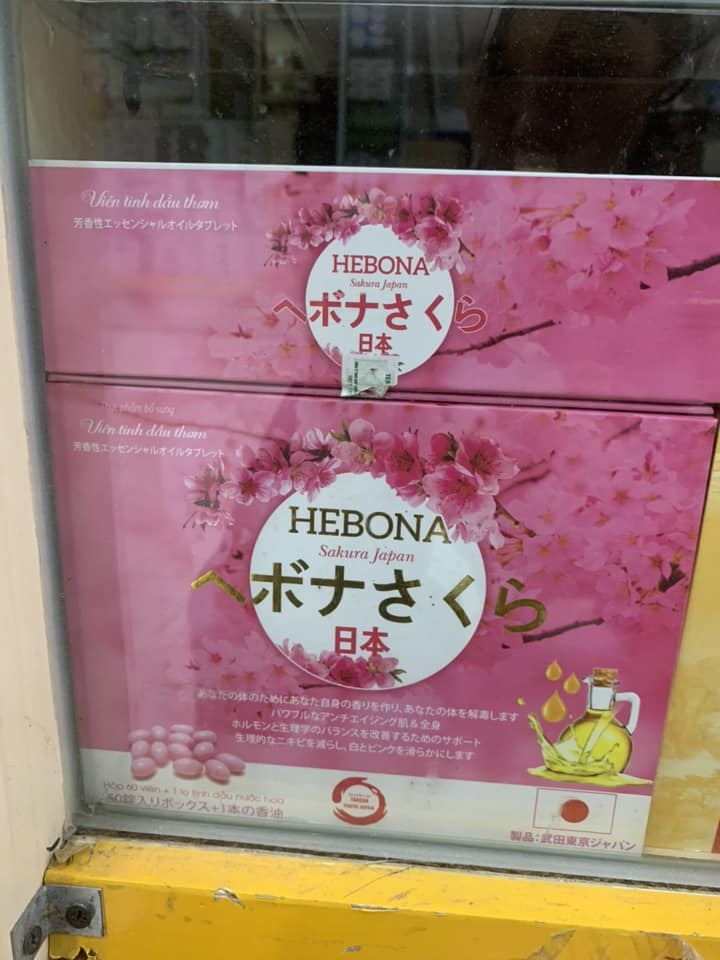 Viên tinh dầu thơm
芳香性エッセンシャルオイルタブレット
HEBONA
Sakura Japan
ヘボナさくら
日本
phẩm bổ sung
Viên tinh dầu thơm
芳香性エッセンシャルオイルタブレット
HEBONA
Sakura Japan
ヘボナさくら
日本
あなたの体のためにあなた自身の香りを作り、あなたの体を解毒します
パワフルなアンチエイジング肌&全身
ホルモンと生理学のバランスを改善するためのサポート
生理的なニキビを減らし、白とピンクを滑らかにします
Hộp 60 viên + 1 lọ tinh dầu nước hoa
60錠入りボックス+1本の香油
TAKEDA
TOKYO JAPAN
製品:武田東京ジャパン